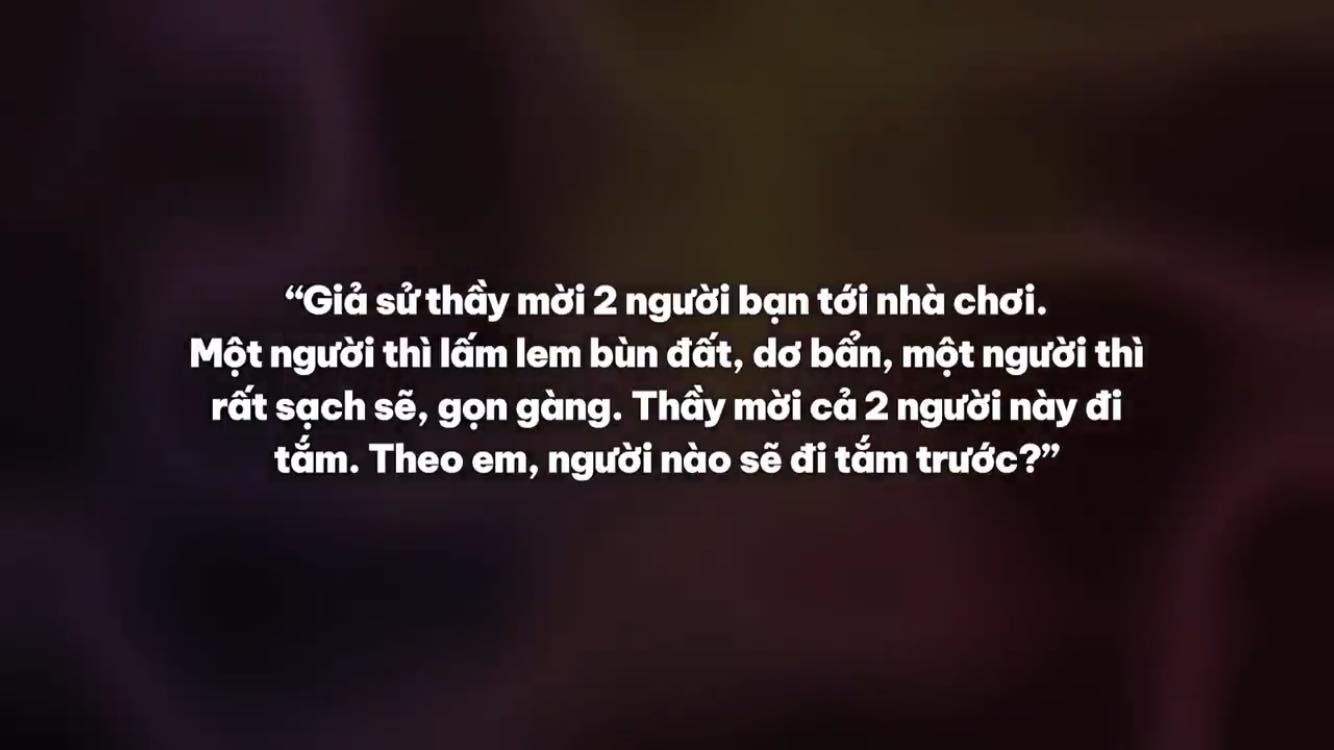 “Giả sử thầy mời 2 người bạn tới nhà chơi.
Một người thì lấm lem bùn đất, dơ bẩn, một người thì
rất sạch sẽ, gọn gàng. Thầy mời cả 2 người này đi
tắm. Theo em, người nào sẽ đi tắm trước?”